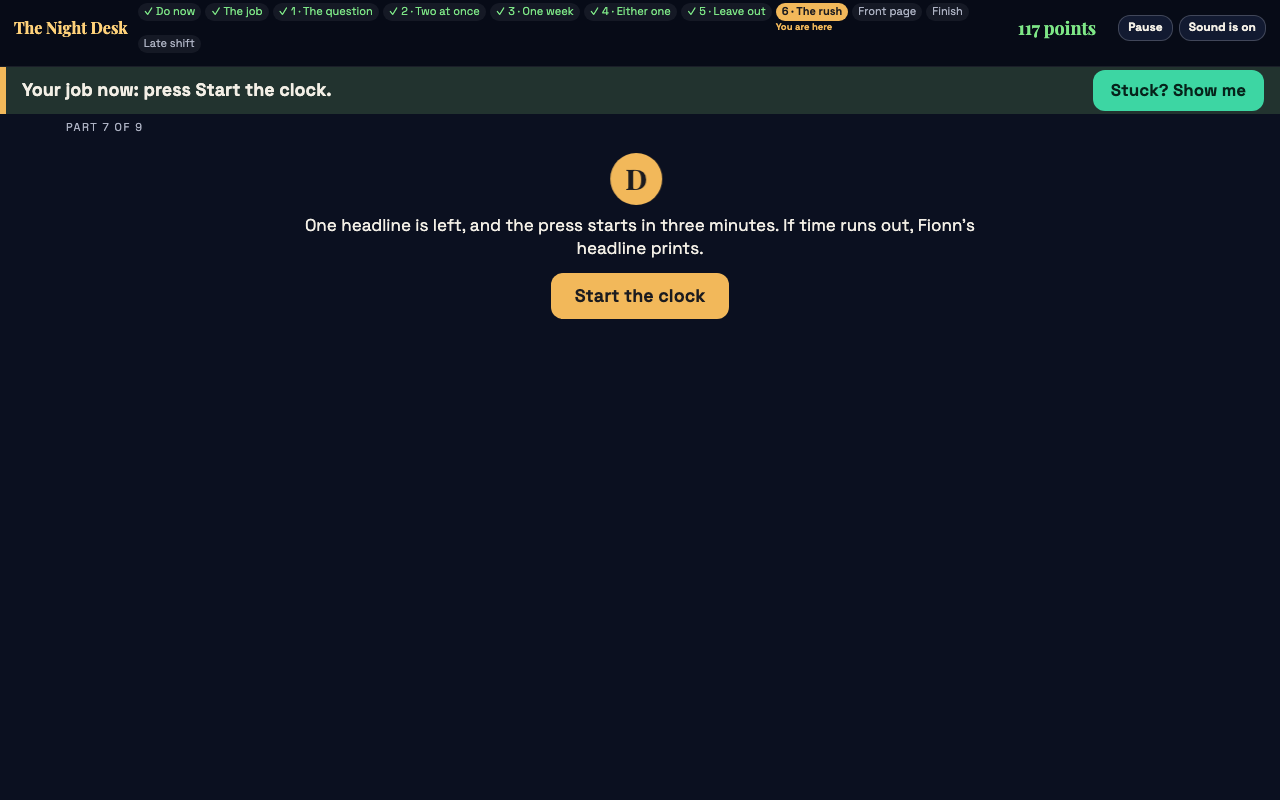 The Night Desk
✓ Do now
✓ The job
✓ 1 · The question
✓ 2 · Two at once
✓ 3 · One week
✓ 4 · Either one
✓ 5 · Leave out
6 · The rush
You are here
Front page
Finish
Late shift
117 points
Pause
Sound is on
Your job now: press Start the clock.
Stuck? Show me
PART 7 OF 9
D
One headline is left, and the press starts in three minutes. If time runs out, Fionn’s
headline prints.
Start the clock